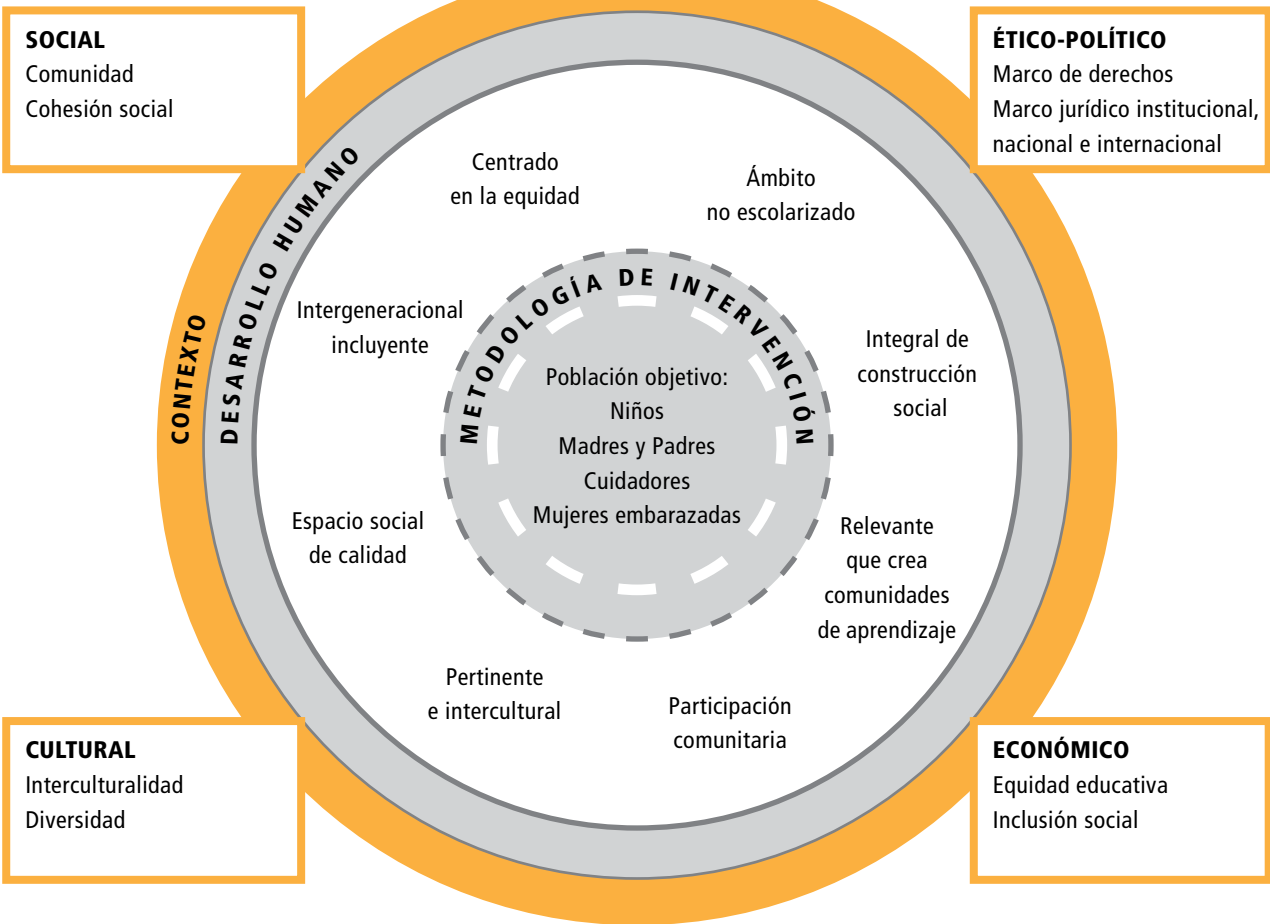 SOCIAL
Comunidad
Cohesión social
ÉTICO-POLÍTICO
Marco de derechos
Marco jurídico institucional,
nacional e internacional
CONTEXTO
DESARROLLO HUMANO
Centrado
en la equidad
Ámbito
no escolarizado
Intergeneracional
incluyente
Integral de
construcción
social
METODOLOGÍA DE INTERVENCIÓN
Población objetivo:
Niños
Madres y Padres
Cuidadores
Mujeres embarazadas
Espacio social
de calidad
Relevante
que crea
comunidades
de aprendizaje
Pertinente
e intercultural
Participación
comunitaria
CULTURAL
Interculturalidad
Diversidad
ECONÓMICO
Equidad educativa
Inclusión social